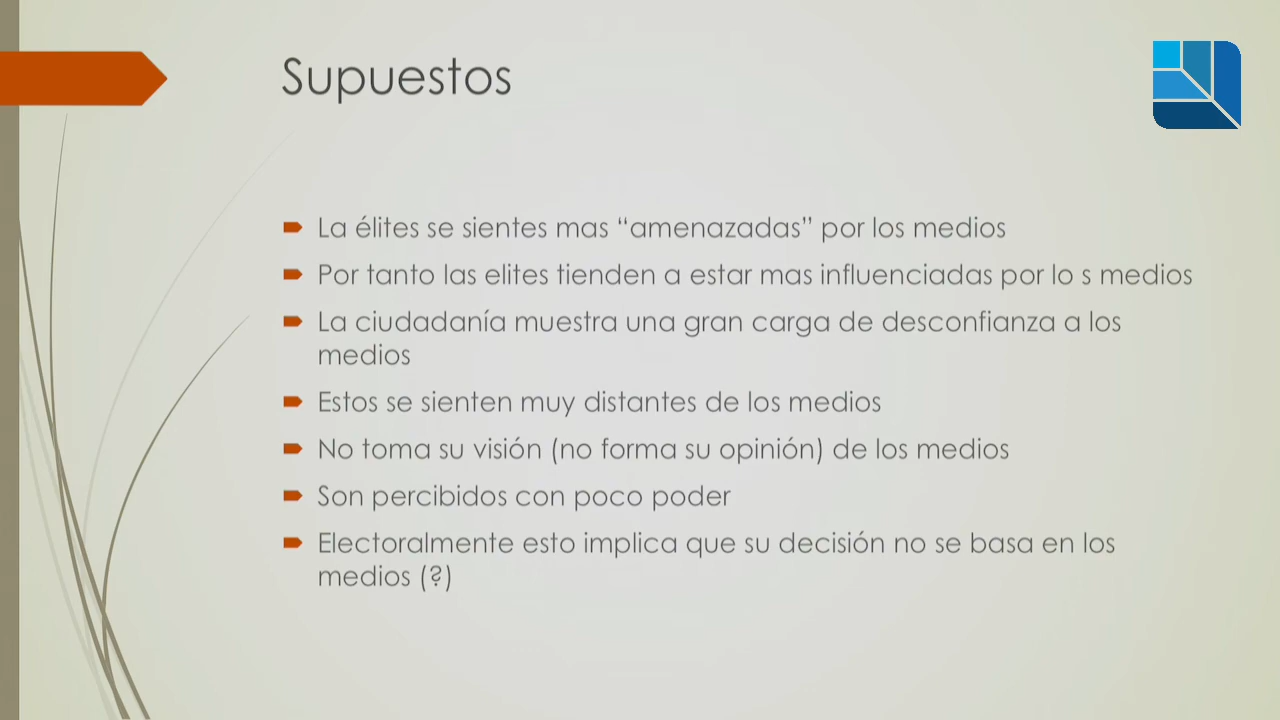 Supuestos
La élites se sientes mas “amenazadas” por los medios
Por tanto las elites tienden a estar mas influenciadas por lo s medios
La ciudadanía muestra una gran carga de desconfianza a los
medios
Estos se sienten muy distantes de los medios
No toma su visión (no forma su opinión) de los medios
Son percibidos con poco poder
Electoralmente esto implica que su decisión no se basa en los
medios (?)